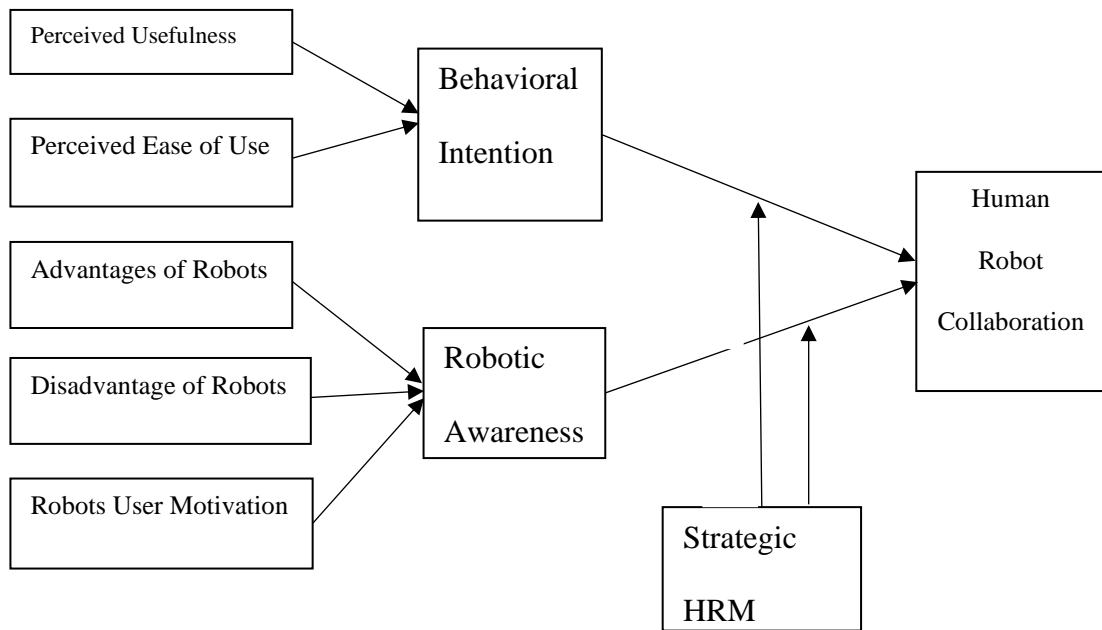 Perceived Usefulness
Perceived Ease of Use
Advantages of Robots
Disadvantage of Robots
Robots User Motivation
Behavioral
Intention
Robotic
Awareness
Strategic
HRM
Human
Robot
Collaboration